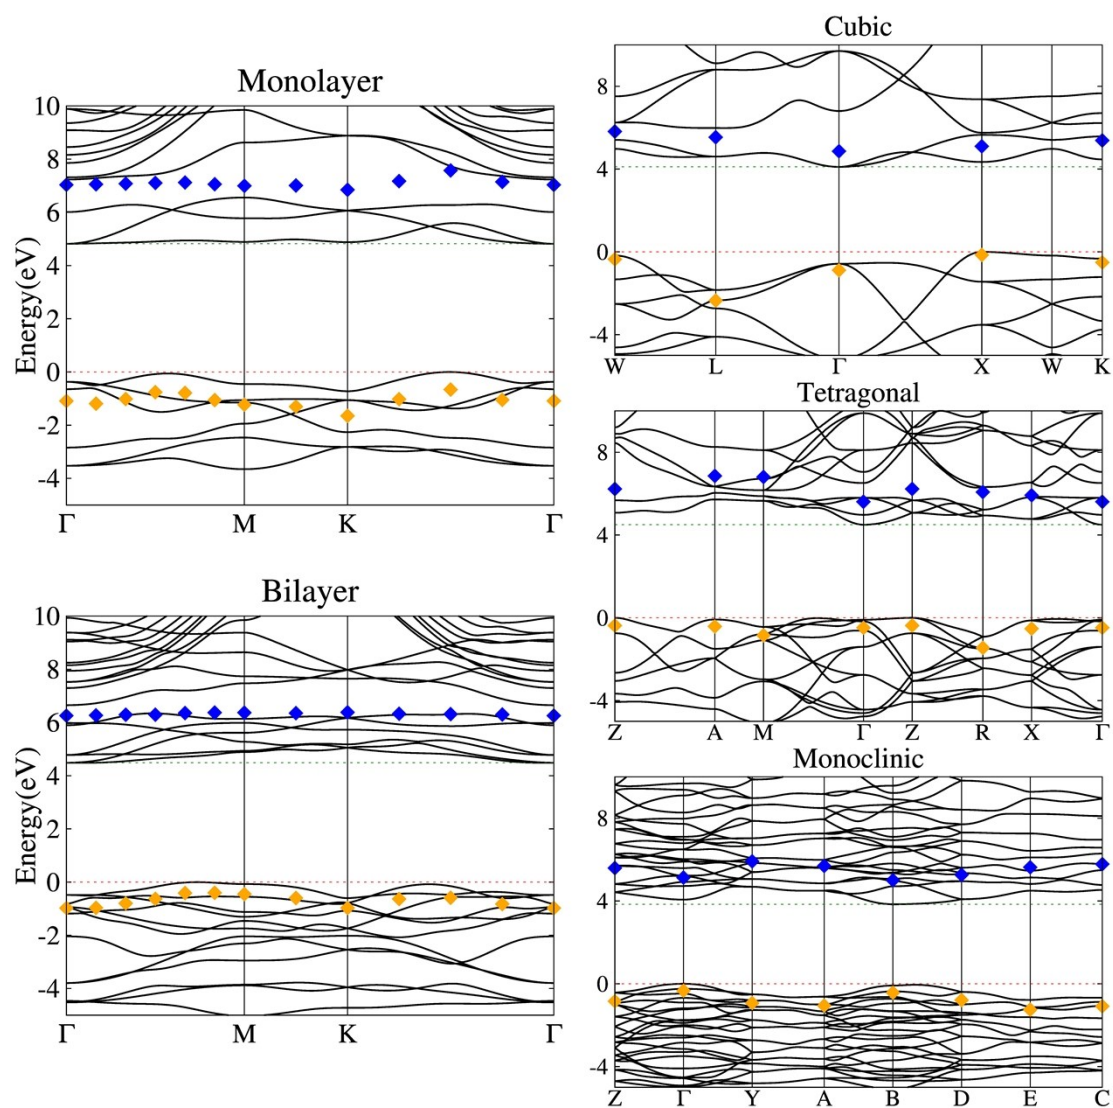 Monolayer
10
8
6
4
2
0
-2
-4
Energy(eV)
Γ M K Γ
Bilayer
10
8
6
4
2
0
-2
-4
Energy(eV)
Γ M K Γ
Cubic
8
4
0
-4
W L Γ X W K
Tetragonal
8
4
0
-4
Z A M Γ Z R X Γ
Monoclinic
8
4
0
-4
Z Γ Y A B D E C